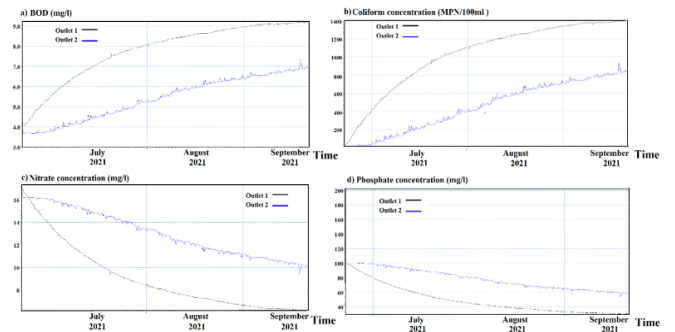 a) BOD (mg/l)
Outlet 1
Outlet 2
9.0
8.0
7.0
6.0
5.0
4.0
3.0
July
2021
August
2021
September
2021
Time
b) Coliform concentration (MPN/100ml )
Outlet 1
Outlet 2
1400
1200
1000
800
600
400
200
July
2021
August
2021
September
2021
Time
c) Nitrate concentration (mg/l)
Outlet 1
Outlet 2
16
14
12
10
8
July
2021
August
2021
September
2021
Time
d) Phosphate concentration (mg/l)
Outlet 1
Outlet 2
200
180
160
140
120
100
80
60
40
July
2021
August
2021
September
2021
Time